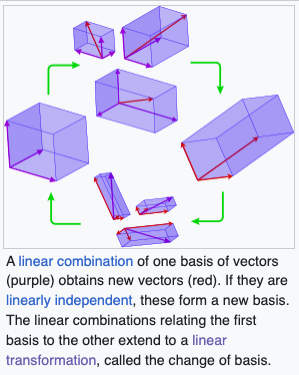 A linear combination of one basis of vectors
(purple) obtains new vectors (red). If they are
linearly independent, these form a new basis.
The linear combinations relating the first
basis to the other extend to a linear
transformation, called the change of basis.